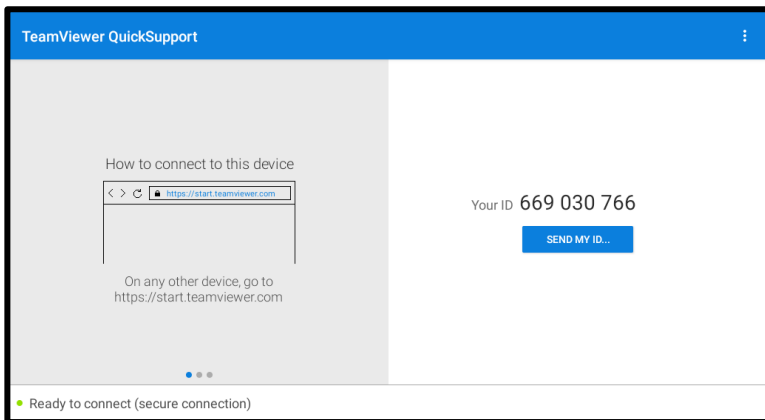 TeamViewer QuickSupport
How to connect to this device
https://start.teamviewer.com
On any other device, go to
https://start.teamviewer.com
Your ID 669 030 766
SEND MY ID...
Ready to connect (secure connection)